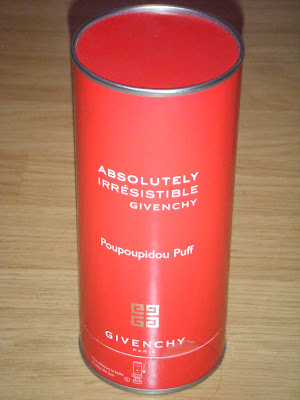 ABSOLUTELY
IRRÉSISTIBLE
GIVENCHY
Poupoupidou Puff
GIVENCHY
PARIS